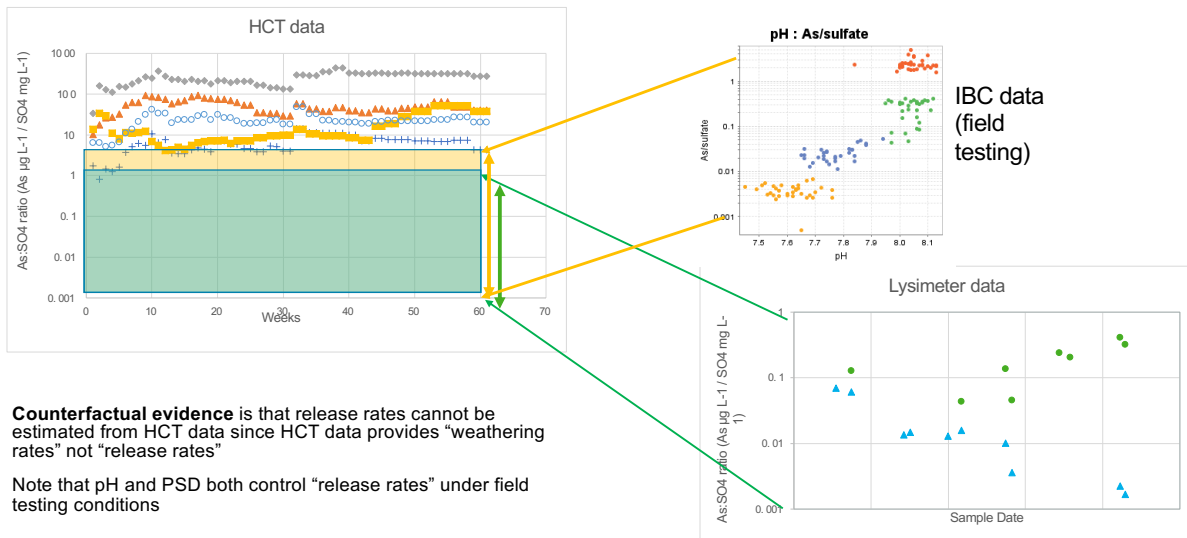 HCT data
As:SO4 ratio (As µg L-1 / SO4 mg L-1)
10 00
10 0
10
1
0. 1
0. 01
0. 001
0 10 20 30 40 50 60 70
Weeks
pH : As/sulfate
As/sulfate
1
0.1
0.01
0.001
7.5 7.6 7.7 7.8 7.9 8.0 8.1
pH
IBC data
(field
testing)
Lysimeter data
As:SO4 ratio (As µg L-1 / SO4 mg L-
1)
1
0. 1
0. 01
0. 001
Sample Date
Counterfactual evidence is that release rates cannot be
estimated from HCT data since HCT data provides “weathering
rates” not “release rates”
Note that pH and PSD both control “release rates” under field
testing conditions